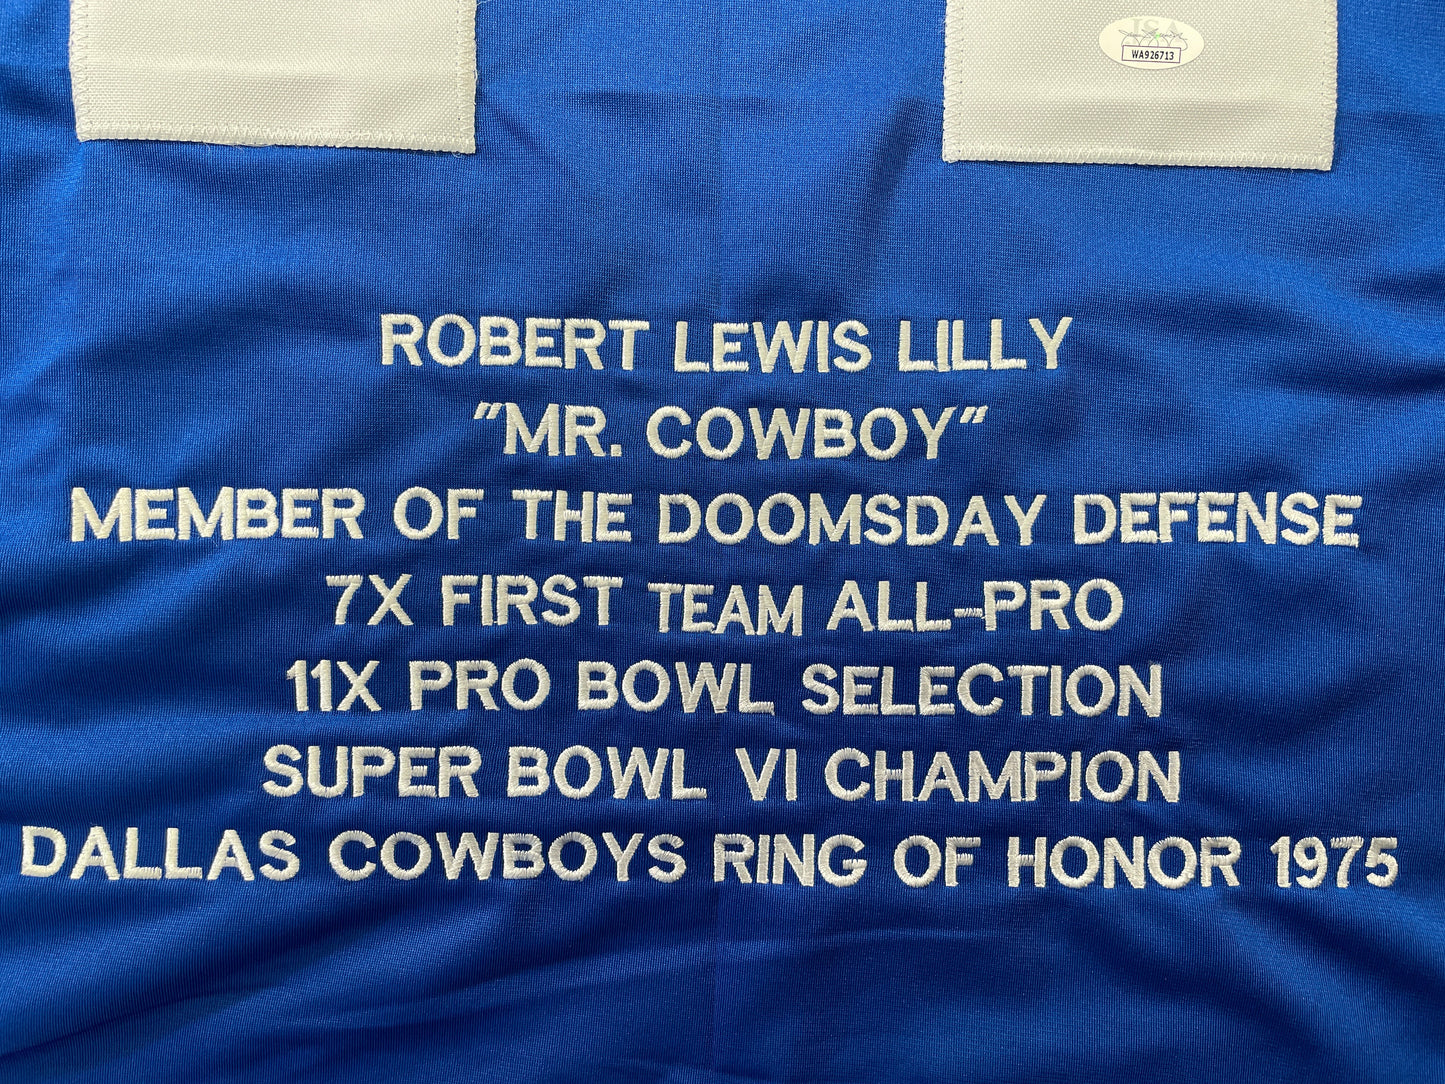 JSA
WA926713
ROBERT LEWIS LILLY
"MR. COWBOY"
MEMBER OF THE DOOMSDAY DEFENSE
7X FIRST TEAM ALL-PRO
11X PRO BOWL SELECTION
SUPER BOWL VI CHAMPION
DALLAS COWBOYS RING OF HONOR 1975